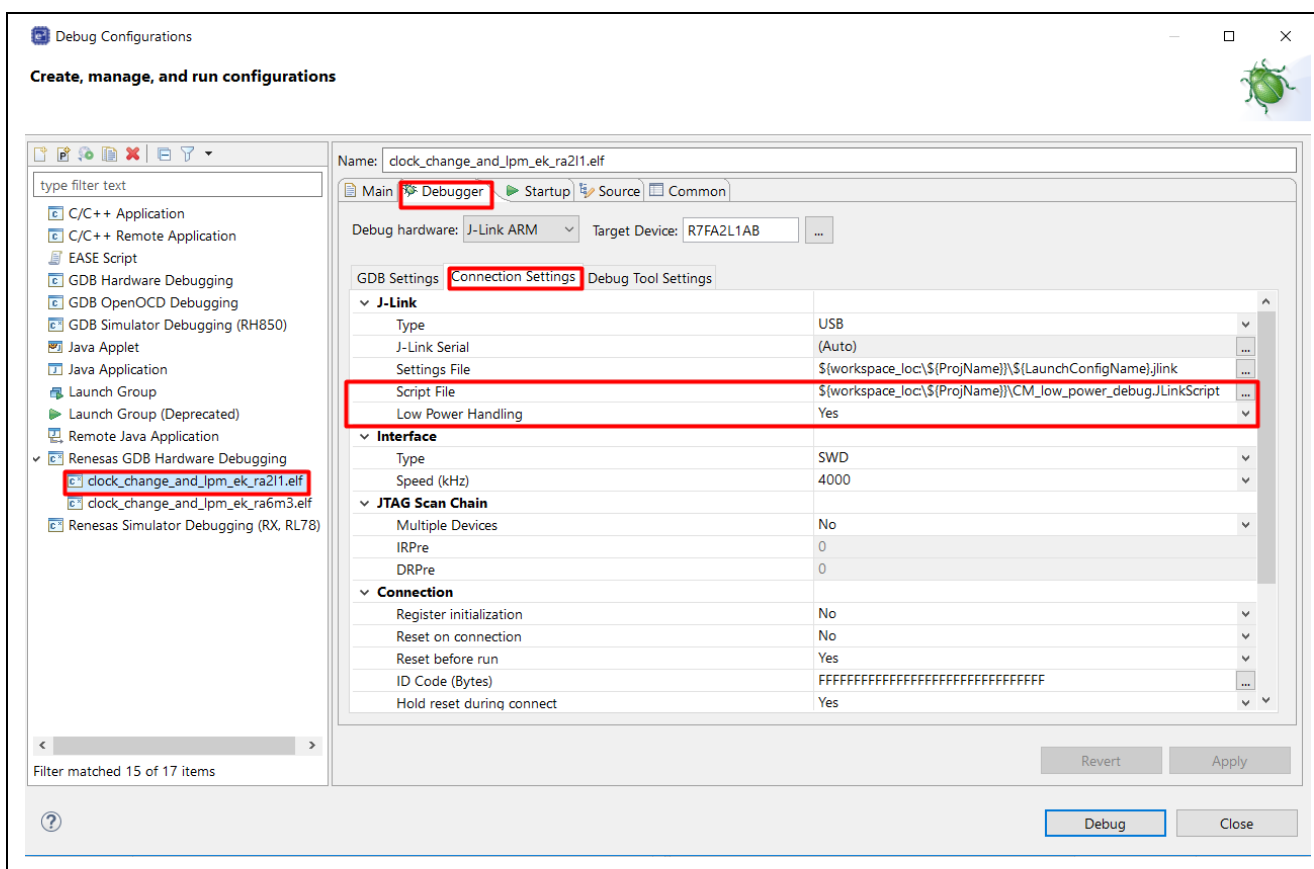 Debug Configurations
Create, manage, and run configurations
type filter text
C/C++ Application
C/C++ Remote Application
EASE Script
GDB Hardware Debugging
GDB OpenOCD Debugging
GDB Simulator Debugging (RH850)
Java Applet
Java Application
Launch Group
Launch Group (Deprecated)
Remote Java Application
Renesas GDB Hardware Debugging
clock_change_and_lpm_ek_ra2l1.elf
clock_change_and_lpm_ek_ra6m3.elf
Renesas Simulator Debugging (RX, RL78)
Filter matched 15 of 17 items
Name: clock_change_and_lpm_ek_ra2l1.elf
Main Debugger Startup Source Common
Debug hardware: J-Link ARM Target Device: R7FA2L1AB ...
GDB Settings Connection Settings Debug Tool Settings
J-Link
Type USB
J-Link Serial (Auto) ...
Settings File ${workspace_loc:\${ProjName}}\${LaunchConfigName}.jlink ...
Script File ${workspace_loc:\${ProjName}}\CM_low_power_debug.JLinkScript ...
Low Power Handling Yes
Interface
Type SWD
Speed (kHz) 4000
JTAG Scan Chain
Multiple Devices No
IRPre 0
DRPre 0
Connection
Register initialization No
Reset on connection No
Reset before run Yes
ID Code (Bytes) FFFFFFFFFFFFFFFFFFFFFFFFFFFFFFFF ...
Hold reset during connect Yes
Revert Apply
? Debug Close